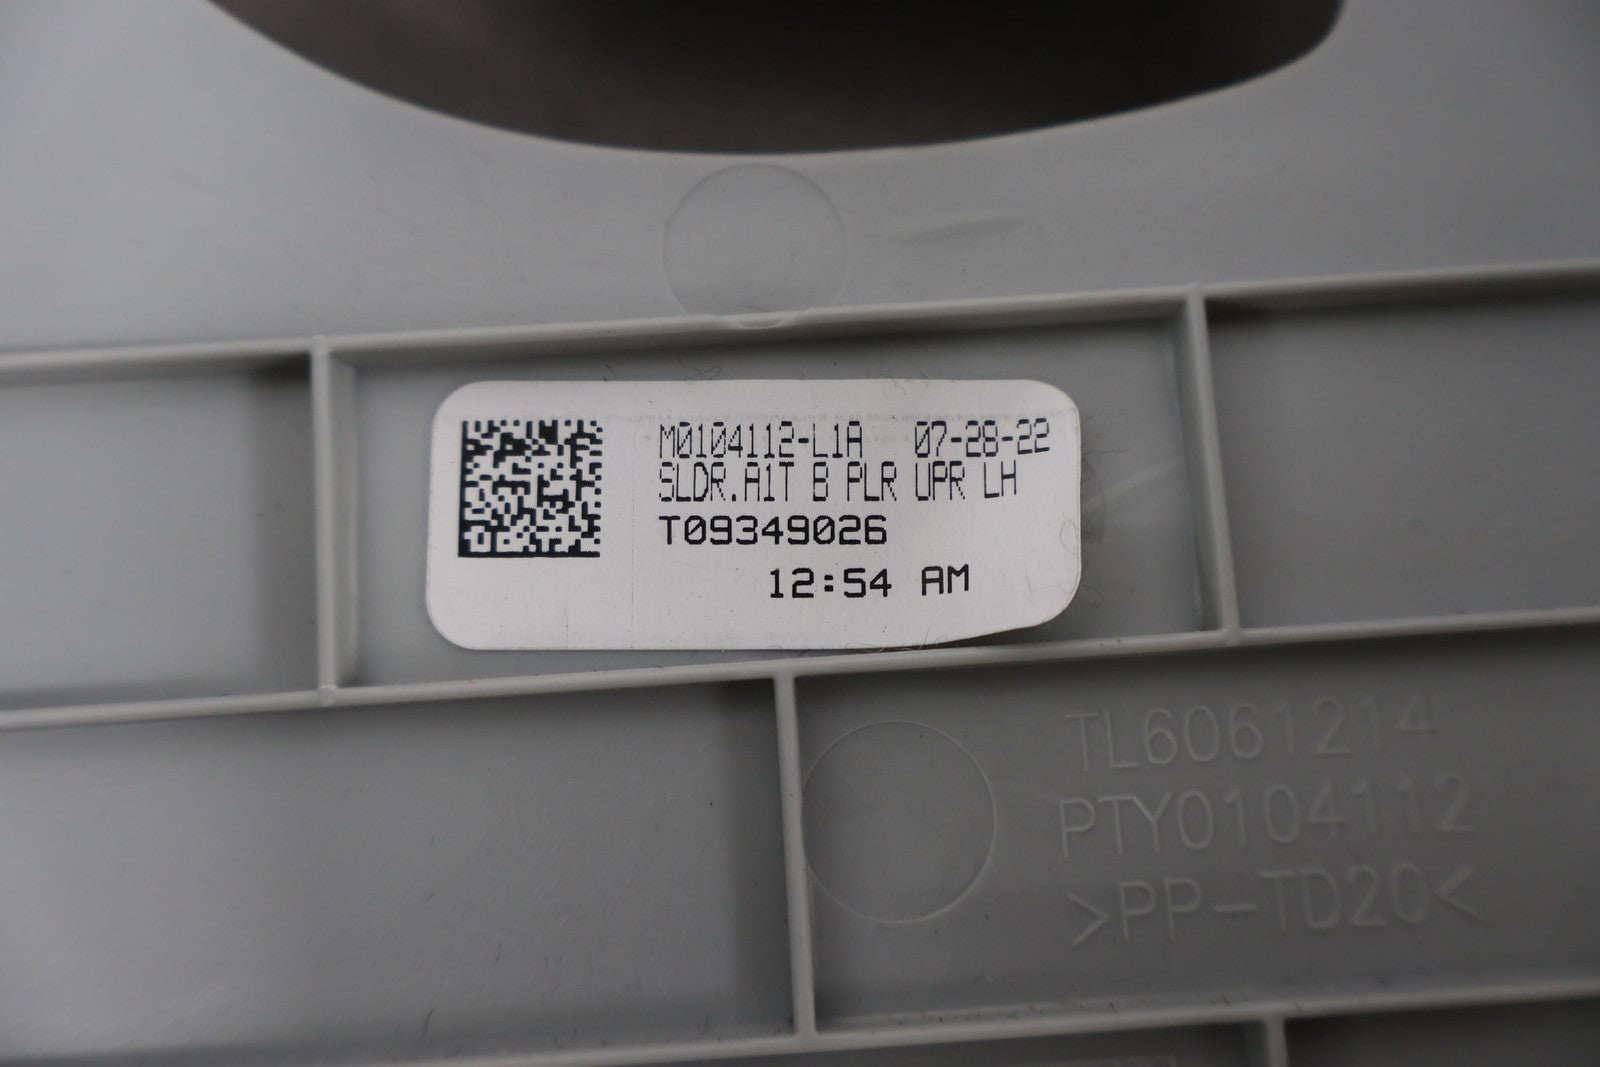 M0104112-L1A 07-28-22
SLDR.A1T B PLR UPR LH
T09349026
12:54 AM
TL6061214
PTY0104112
>PP-TD20<